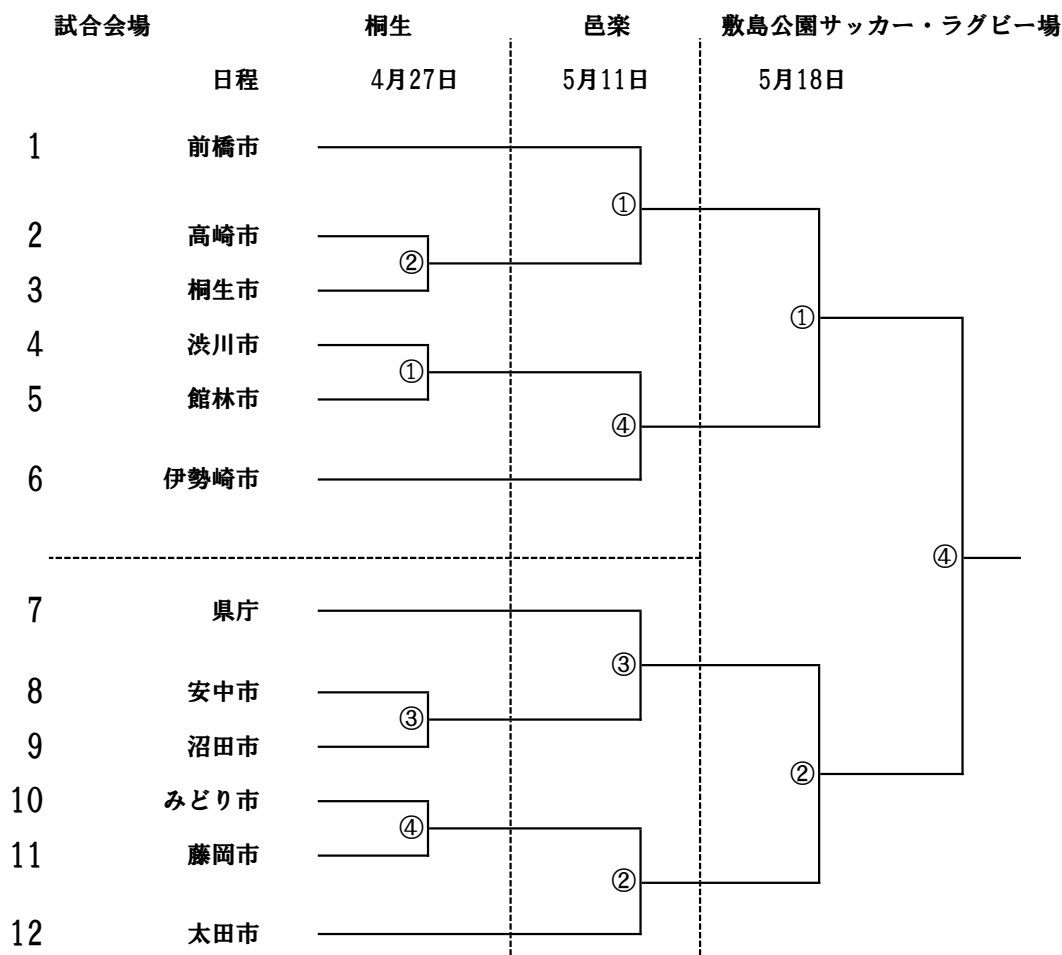 試合会場 桐生 邑楽 敷島公園サッカー・ラグビー場
日程 4月27日 5月11日 5月18日
1 前橋市
①
2 高崎市
②
3 桐生市
①
4 渋川市
①
5 館林市
④
6 伊勢崎市
④
7 県庁
③
8 安中市
③
9 沼田市
②
10 みどり市
④
11 藤岡市
②
12 太田市